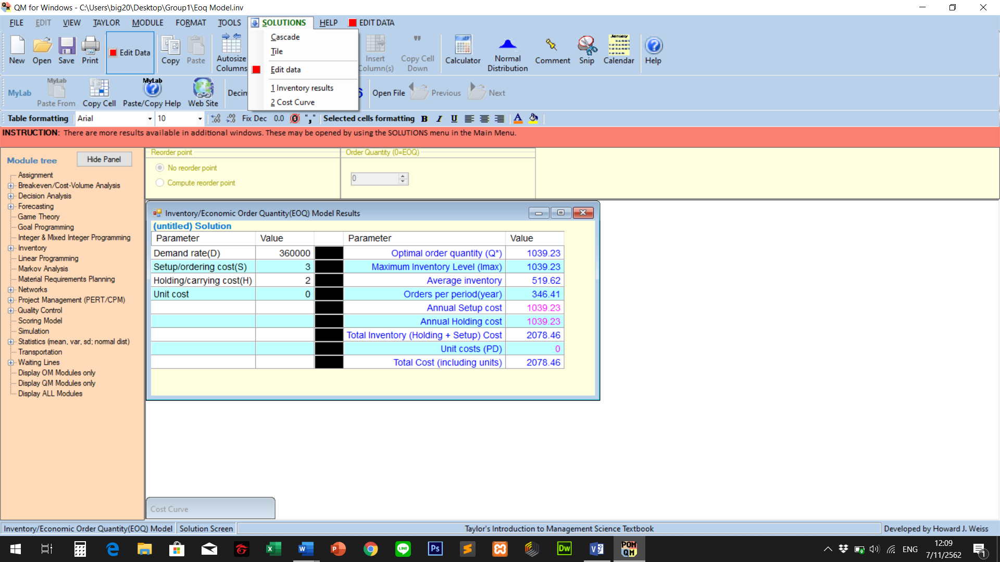 QM for Windows - C:\Users\big20\Desktop\Group1\Eoq Model.inv
FILE EDIT VIEW TAYLOR MODULE FORMAT TOOLS SOLUTIONS HELP EDIT DATA
Cascade
Tile
Edit data
1 Inventory results
2 Cost Curve
New Open Save Print Edit Data Copy Paste
Autosize
Columns
Insert
Column(s)
Copy Cell
Down
Calculator
Normal
Distribution
Comment Snip
January
Calendar Help
MyLab
MyLab
Paste From
Copy Cell
MyLab
Paste/Copy Help
Web Site
Open File Previous Next
Table formatting Arial 10 Fix Dec 0.0 "," Selected cells formatting B I U A
INSTRUCTION: There are more results available in additional windows. These may be opened by using the SOLUTIONS menu in the Main Menu.
Module tree Hide Panel
Assignment
Breakeven/Cost-Volume Analysis
Decision Analysis
Forecasting
Game Theory
Goal Programming
Integer & Mixed Integer Programming
Inventory
Linear Programming
Markov Analysis
Material Requirements Planning
Networks
Project Management (PERT/CPM)
Quality Control
Scoring Model
Simulation
Statistics (mean, var, sd; normal dist)
Transportation
Waiting Lines
Display OM Modules only
Display QM Modules only
Display ALL Modules
Reorder point
No reorder point
Compute reorder point
Order Quantity (0=EOQ)
0
Inventory/Economic Order Quantity(EOQ) Model Results
(untitled) Solution
Parameter Value Parameter Value
Demand rate(D) 360000 Optimal order quantity (Q*) 1039.23
Setup/ordering cost(S) 3 Maximum Inventory Level (Imax) 1039.23
Holding/carrying cost(H) 2 Average inventory 519.62
Unit cost 0 Orders per period(year) 346.41
Annual Setup cost 1039.23
Annual Holding cost 1039.23
Total Inventory (Holding + Setup) Cost 2078.46
Unit costs (PD) 0
Total Cost (including units) 2078.46
Cost Curve
Inventory/Economic Order Quantity(EOQ) Model Solution Screen Taylor's Introduction to Management Science Textbook Developed by Howard J. Weiss
LINE Ps Dw POM QM
ENG
12:09
7/11/2562
1